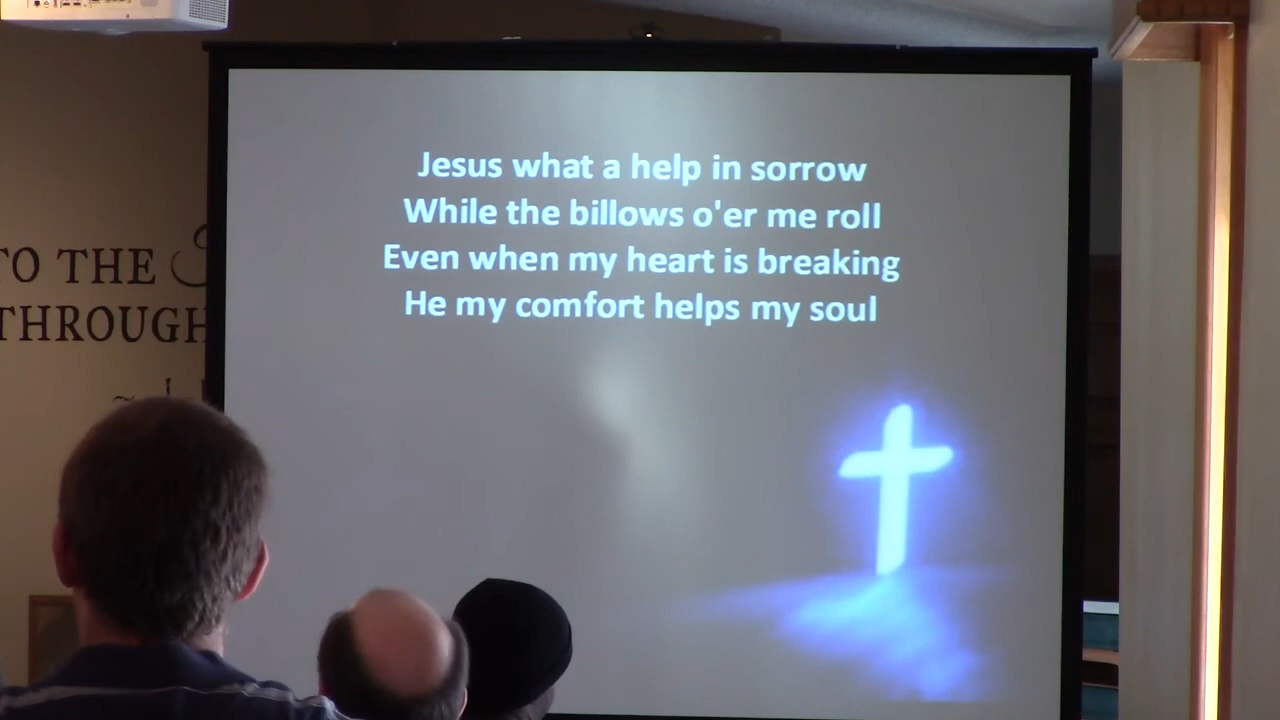 Jesus what a help in sorrow
While the billows o'er me roll
Even when my heart is breaking
He my comfort helps my soul
TO THE
THROUGH